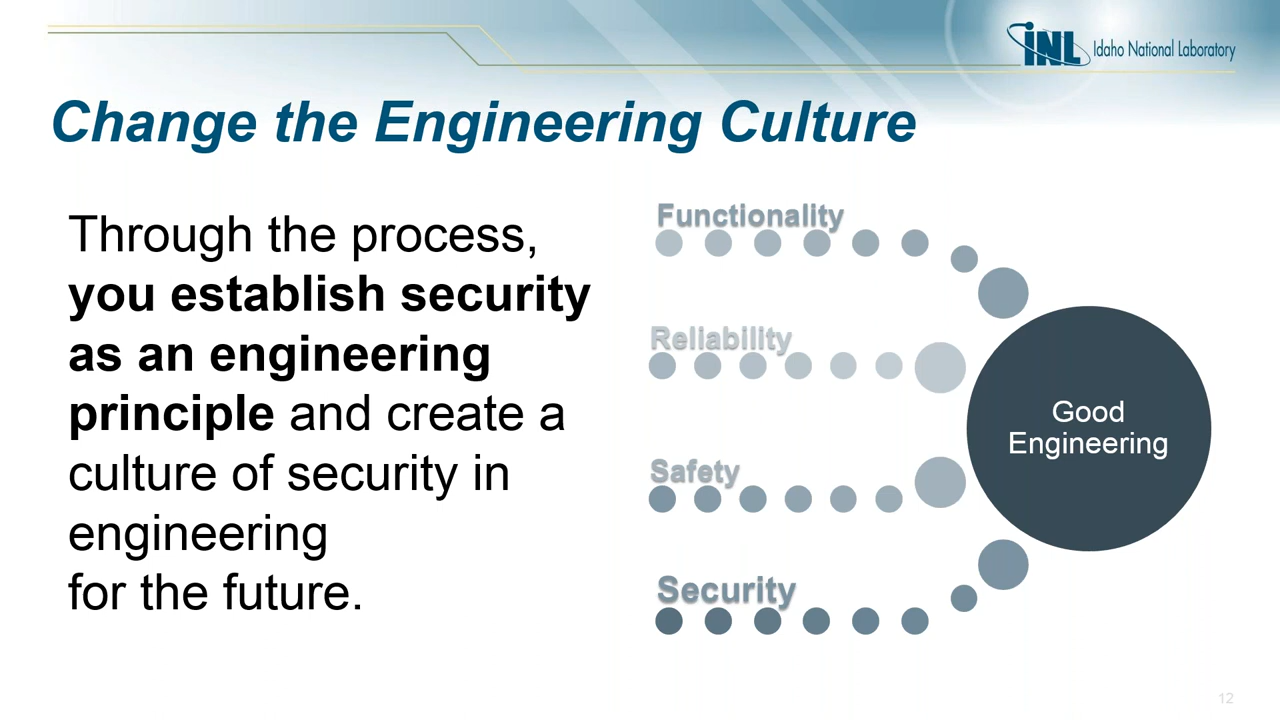 INL Idaho National Laboratory
Change the Engineering Culture
Through the process,
you establish security
as an engineering
principle and create a
culture of security in
engineering
for the future.
Functionality
Reliability
Safety
Security
Good
Engineering
12